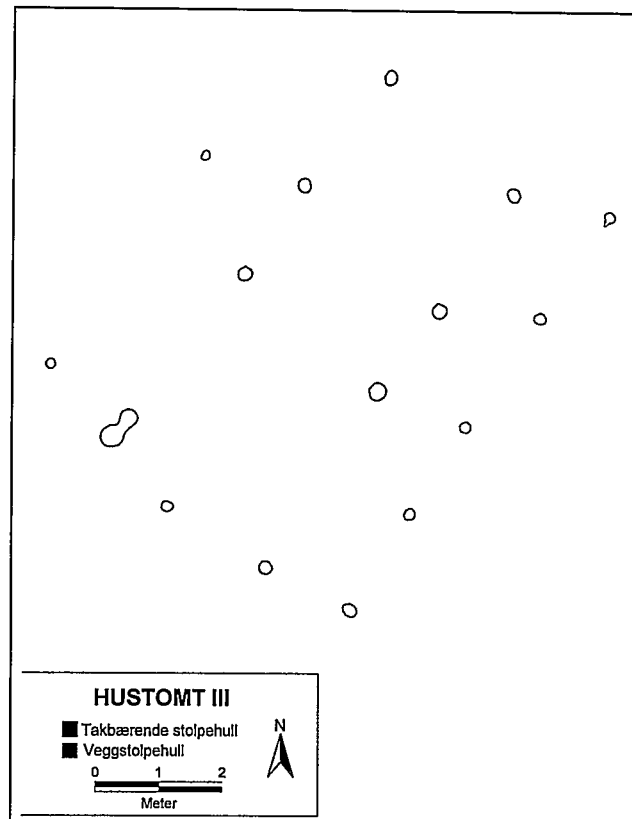 HUSTOMT III
Takbærende stolpehull
Veggstolpehull
N
0 1 2
Meter